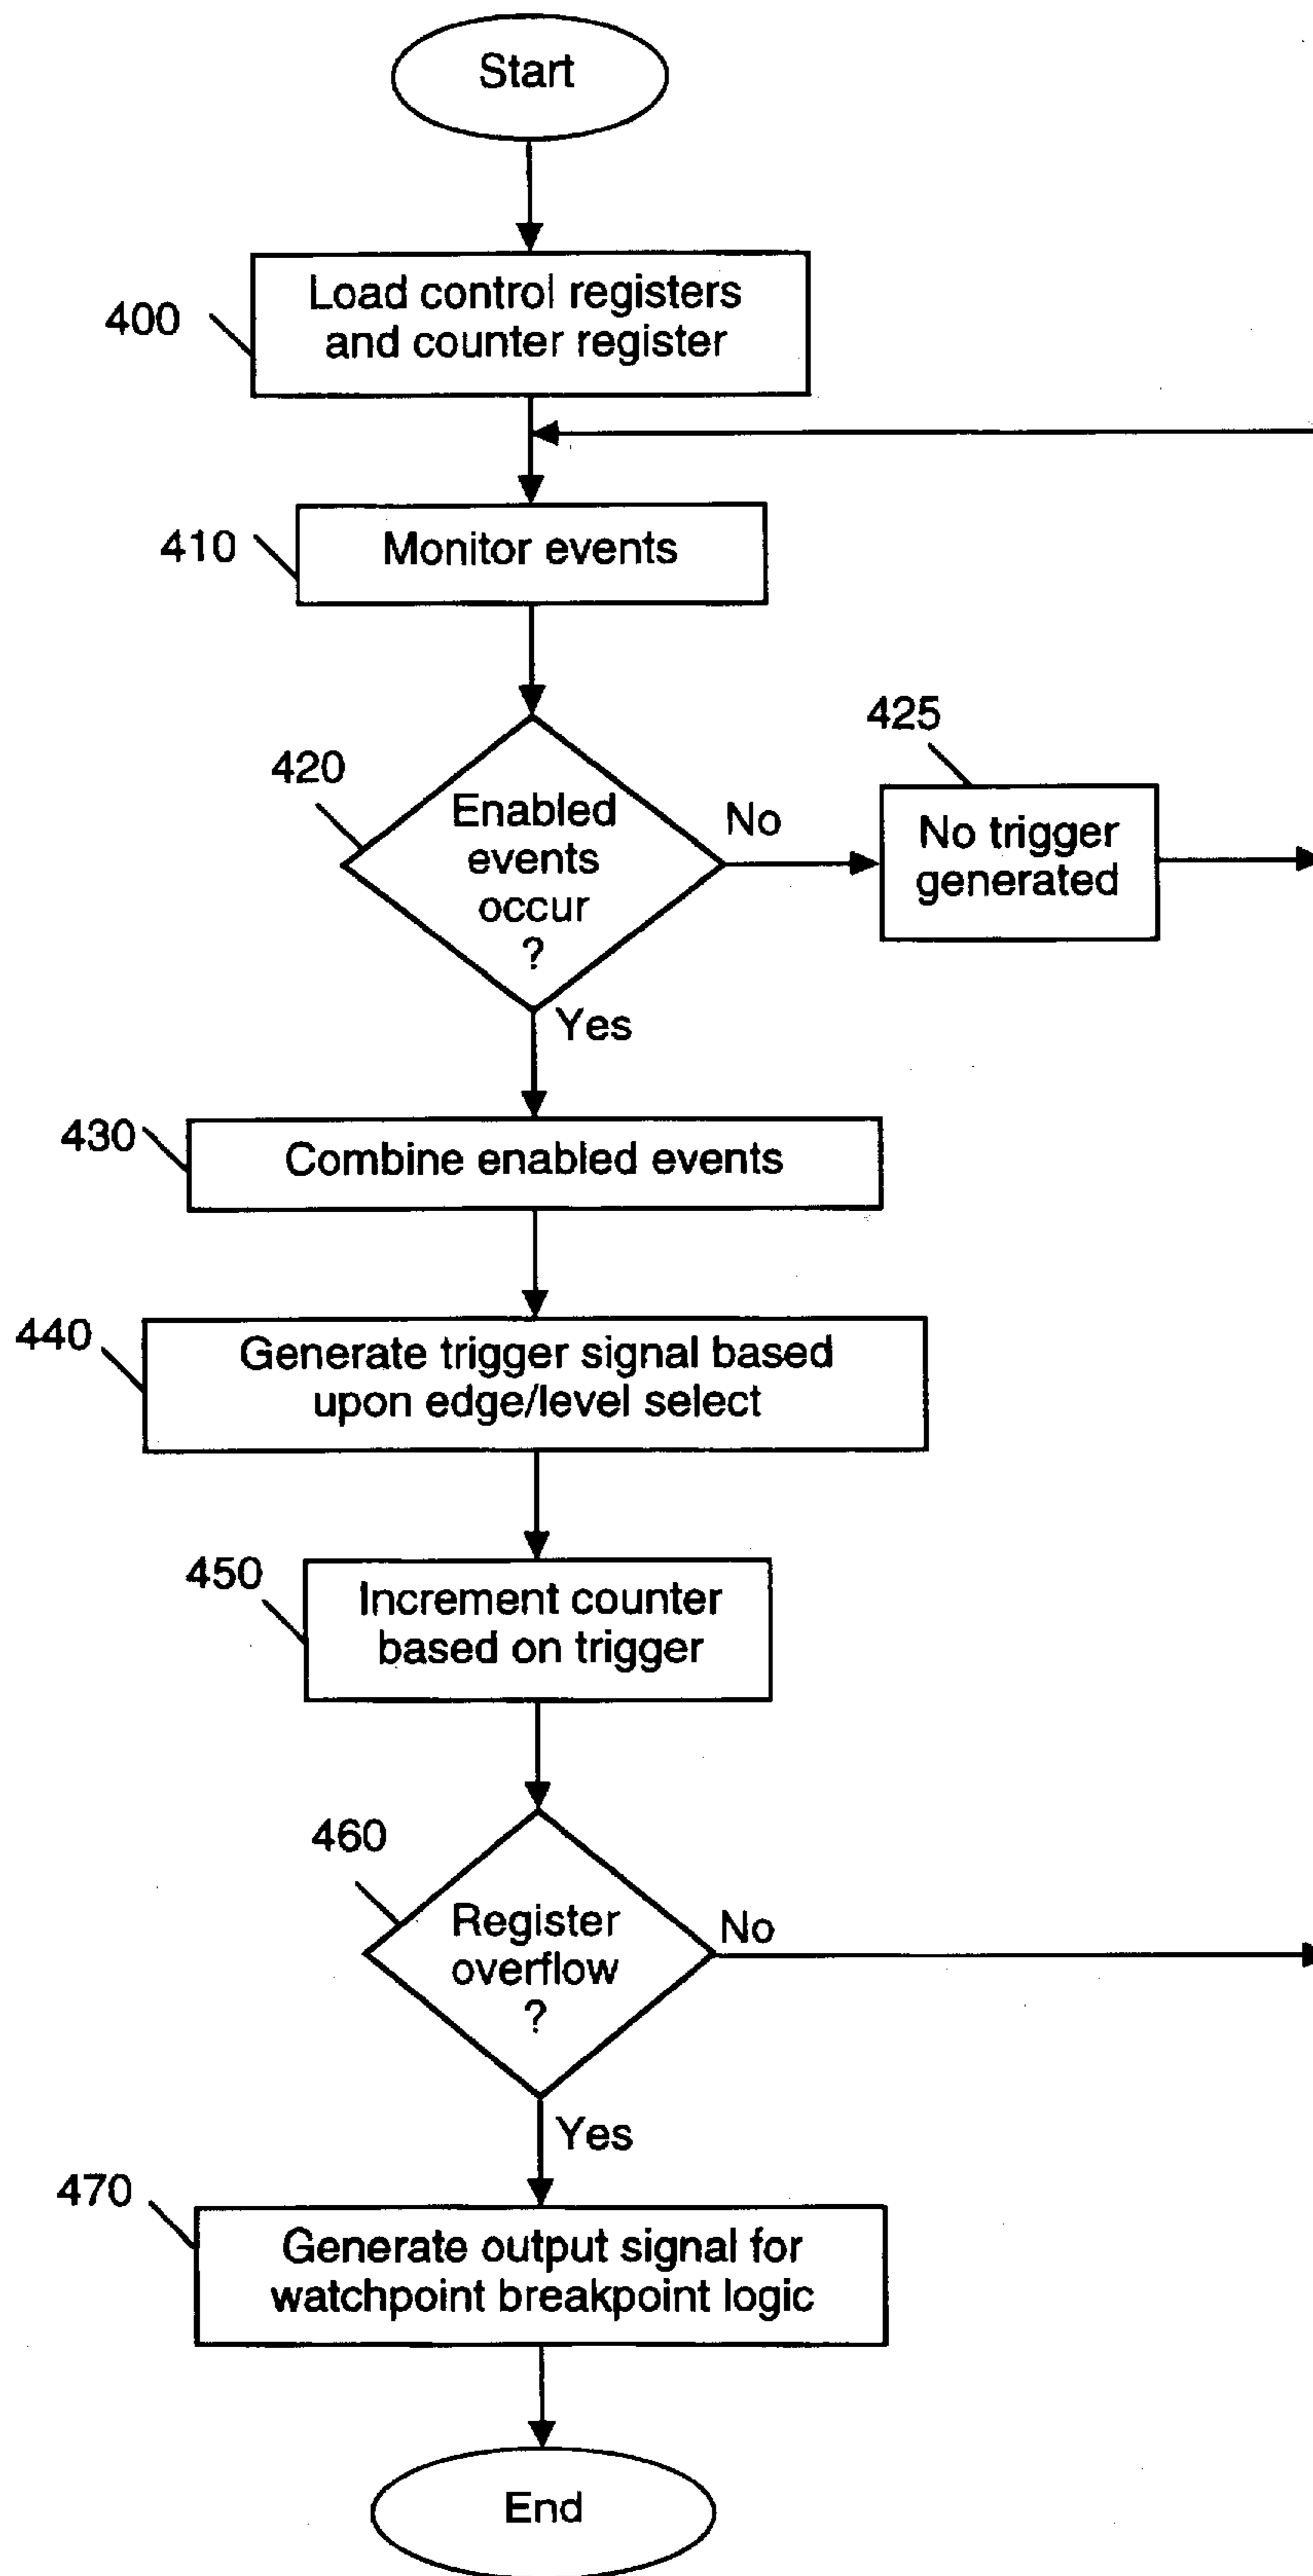 Start
400
Load control registers
and counter register
410
Monitor events
420
Enabled
events
occur
?
No
425
No trigger
generated
Yes
430
Combine enabled events
440
Generate trigger signal based
upon edge/level select
450
Increment counter
based on trigger
460
Register
overflow
?
No
Yes
470
Generate output signal for
watchpoint breakpoint logic
End